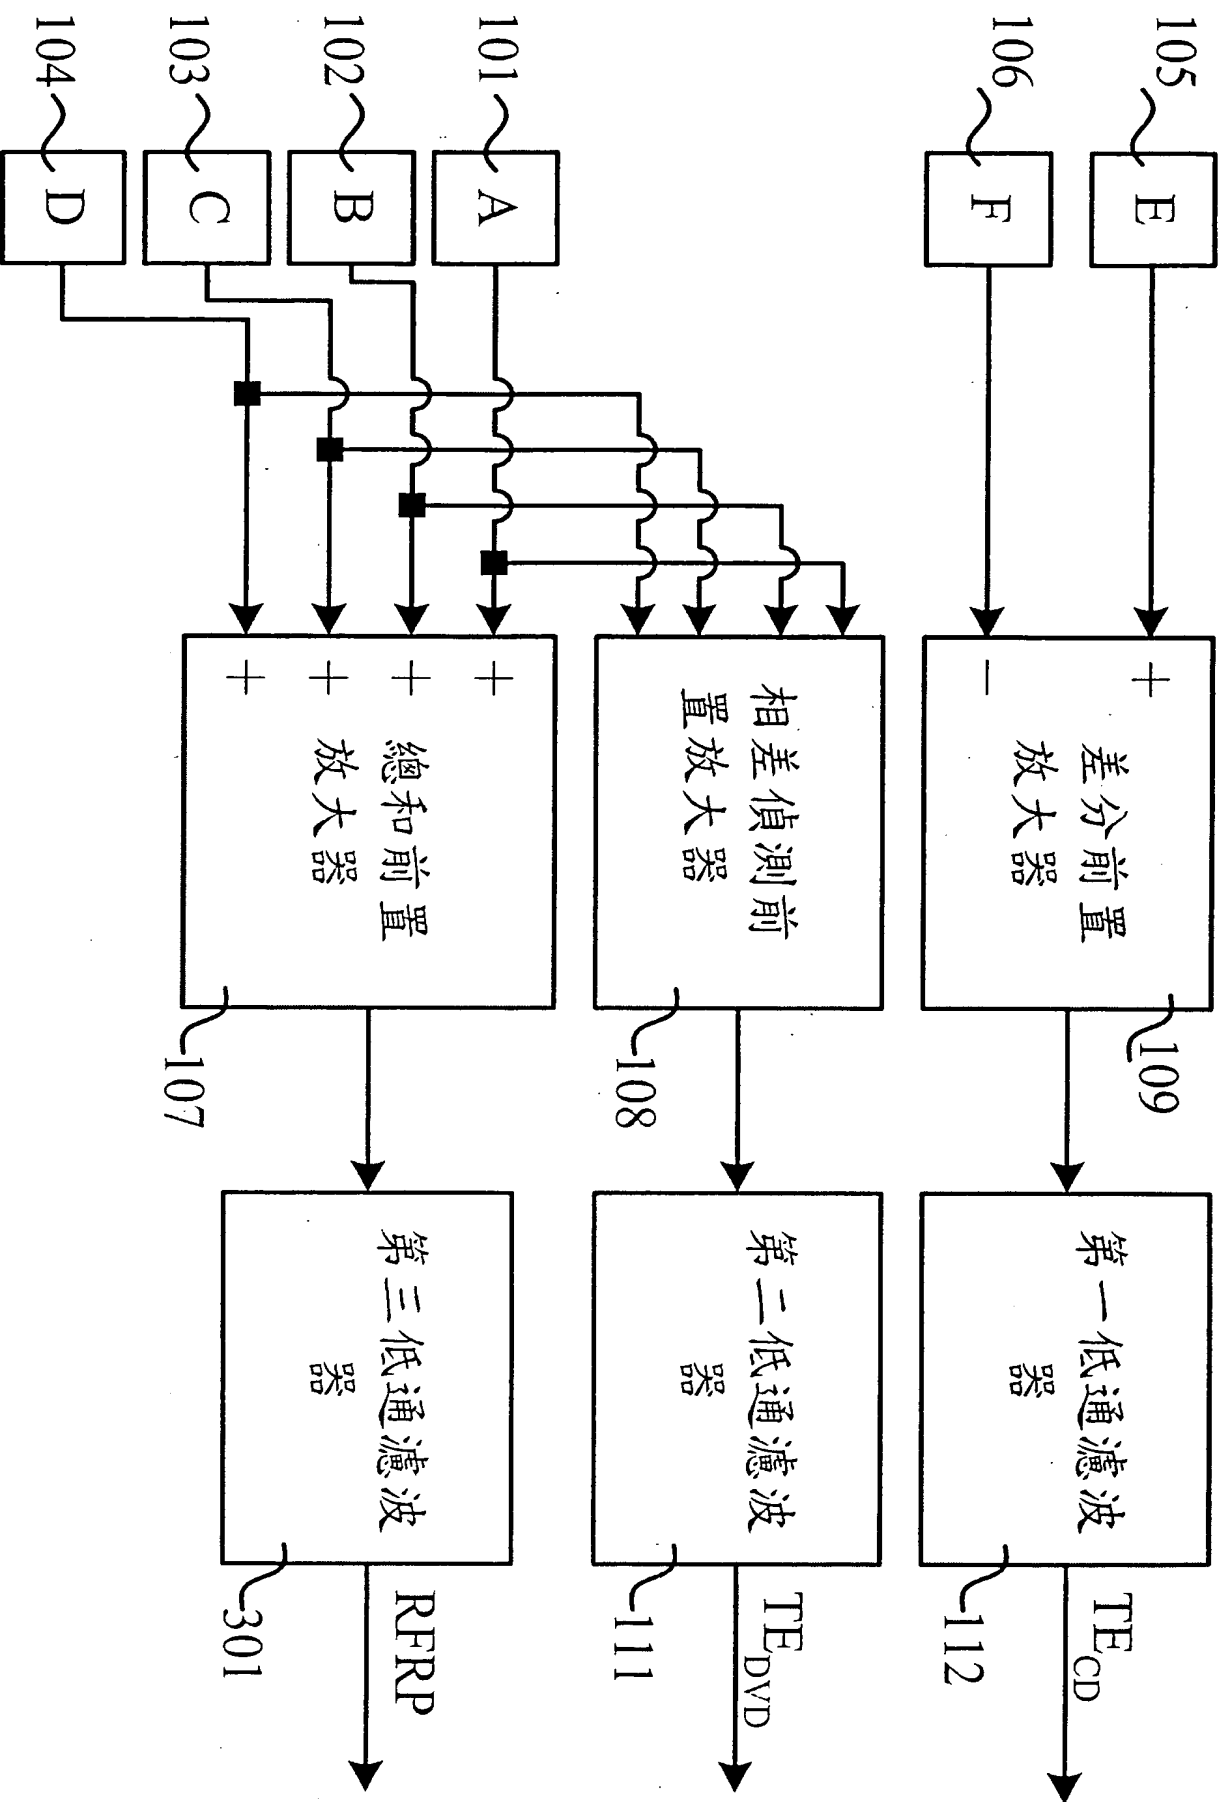 105
E
106
F
101
A
102
B
103
C
104
D
+
−
差分前置
放大器
109
第一低通濾波
器
112
TE CD
相差偵測前
置放大器
108
第二低通濾波
器
111
TE DVD
+
+
+
+
總和前置
放大器
107
第三低通濾波
器
301
RFRP